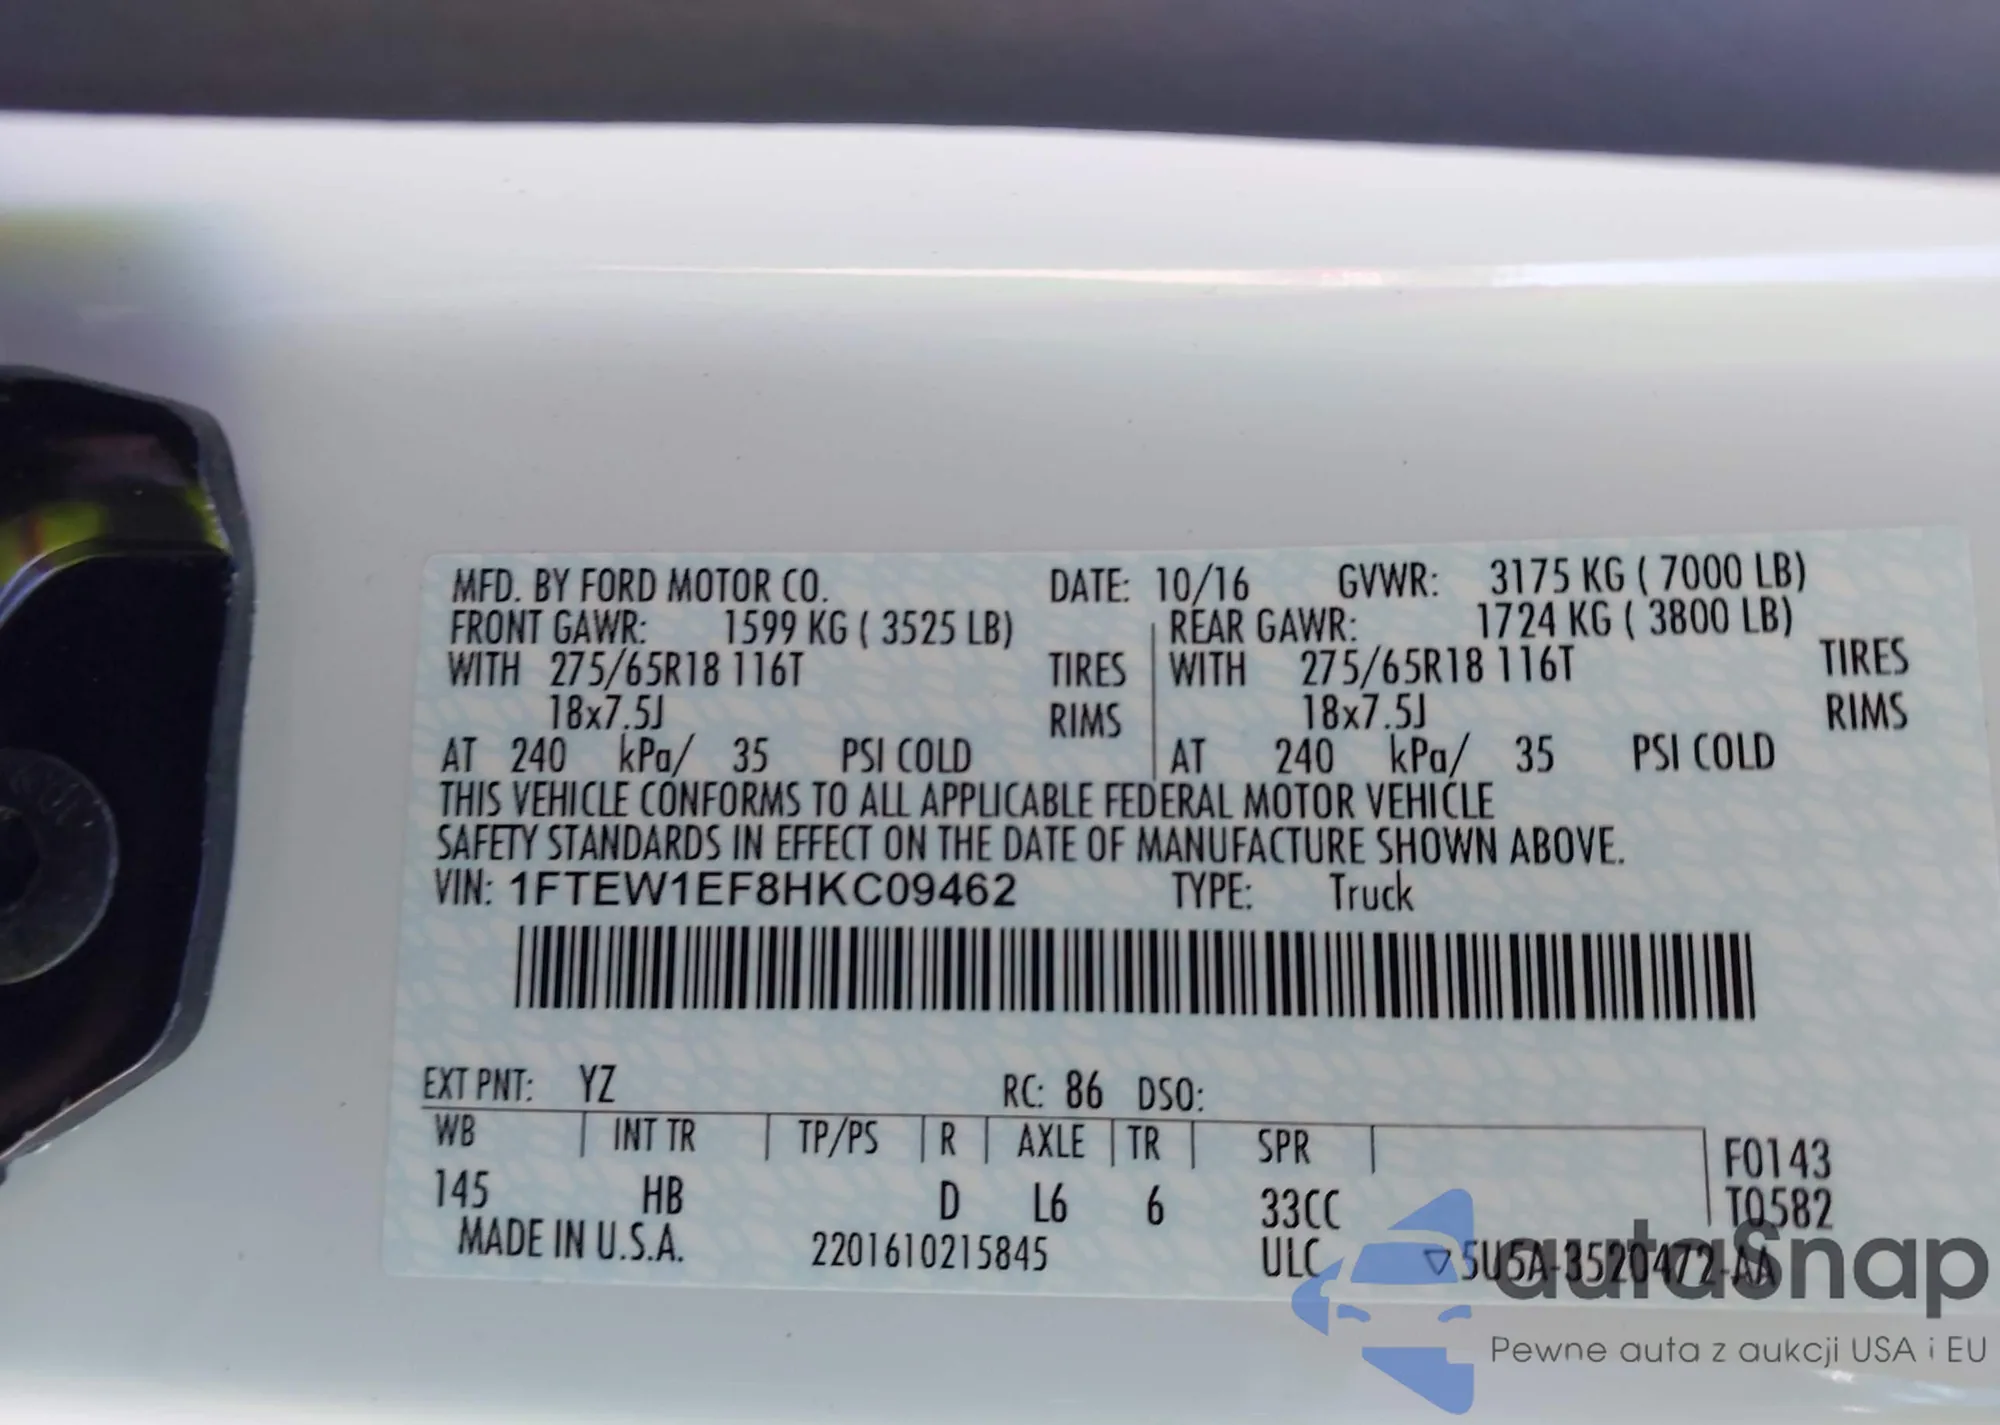 MFD. BY FORD MOTOR CO. DATE: 10/16 GVWR: 3175 KG ( 7000 LB)
FRONT GAWR: 1599 KG ( 3525 LB) REAR GAWR: 1724 KG ( 3800 LB)
WITH 275/65R18 116T TIRES WITH 275/65R18 116T TIRES
18x7.5J RIMS 18x7.5J RIMS
AT 240 kPa/ 35 PSI COLD AT 240 kPa/ 35 PSI COLD
THIS VEHICLE CONFORMS TO ALL APPLICABLE FEDERAL MOTOR VEHICLE
SAFETY STANDARDS IN EFFECT ON THE DATE OF MANUFACTURE SHOWN ABOVE.
VIN: 1FTEW1EF8HKC09462 TYPE: Truck
EXT PNT: YZ RC: 86 DSO:
WB INT TR TP/PS R AXLE TR SPR F0143
145 HB D L6 6 33CC T0582
MADE IN U.S.A. 2201610215845 ULC ▽5U5A-3520472-AA
autoSnap
Pewne auta z aukcji USA i EU